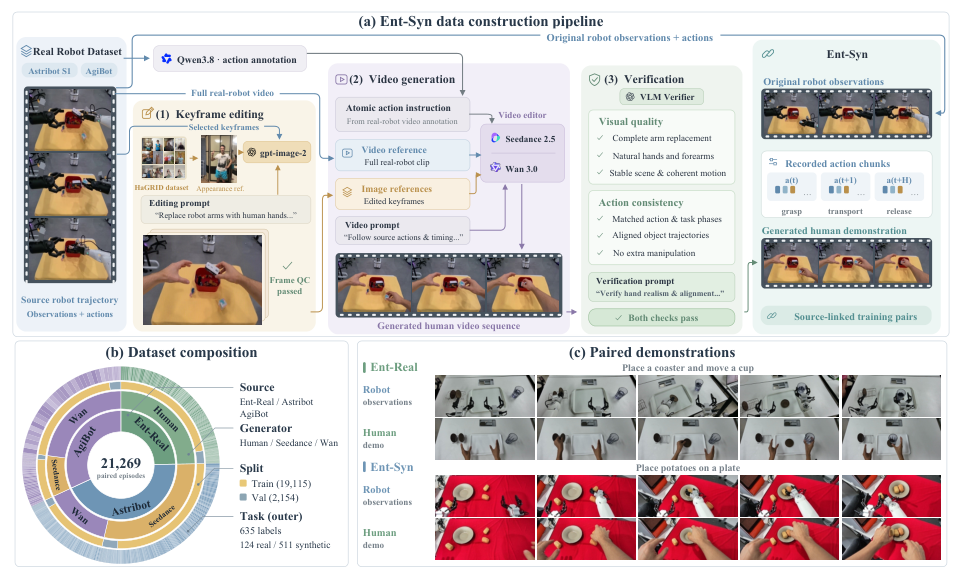 (a) Ent-Syn data construction pipeline
Original robot observations + actions
Real Robot Dataset
Astribot S1
AgiBot
Source robot trajectory
Observations + actions
Qwen3.8 · action annotation
Full real-robot video
(1) Keyframe editing
Selected keyframes
HaGRID dataset
Appearance ref.
gpt-image-2
Editing prompt
“Replace robot arms with human hands...”
Frame QC
passed
(2) Video generation
Atomic action instruction
From real-robot video annotation
Video reference
Full real-robot clip
Image references
Edited keyframes
Video prompt
“Follow source actions & timing...”
Video editor
Seedance 2.5
Wan 3.0
Generated human video sequence
(3) Verification
VLM Verifier
Visual quality
Complete arm replacement
Natural hands and forearms
Stable scene & coherent motion
Action consistency
Matched action & task phases
Aligned object trajectories
No extra manipulation
Verification prompt
“Verify hand realism & alignment...”
Both checks pass
Ent-Syn
Original robot observations
Recorded action chunks
a(t)
a(t+1)
a(t+H)
...
...
...
grasp
transport
release
Generated human demonstration
Source-linked training pairs
(b) Dataset composition
Human
Ent-Real
Wan
AgiBot
Seedance
Wan
Astribot
Seedance
21,269
paired episodes
Source
Ent-Real / Astribot
AgiBot
Generator
Human / Seedance / Wan
Split
Train (19,115)
Val (2,154)
Task (outer)
635 labels
124 real / 511 synthetic
(c) Paired demonstrations
Ent-Real
Place a coaster and move a cup
Robot
observations
Human
demo
Ent-Syn
Place potatoes on a plate
Robot
observations
Human
demo